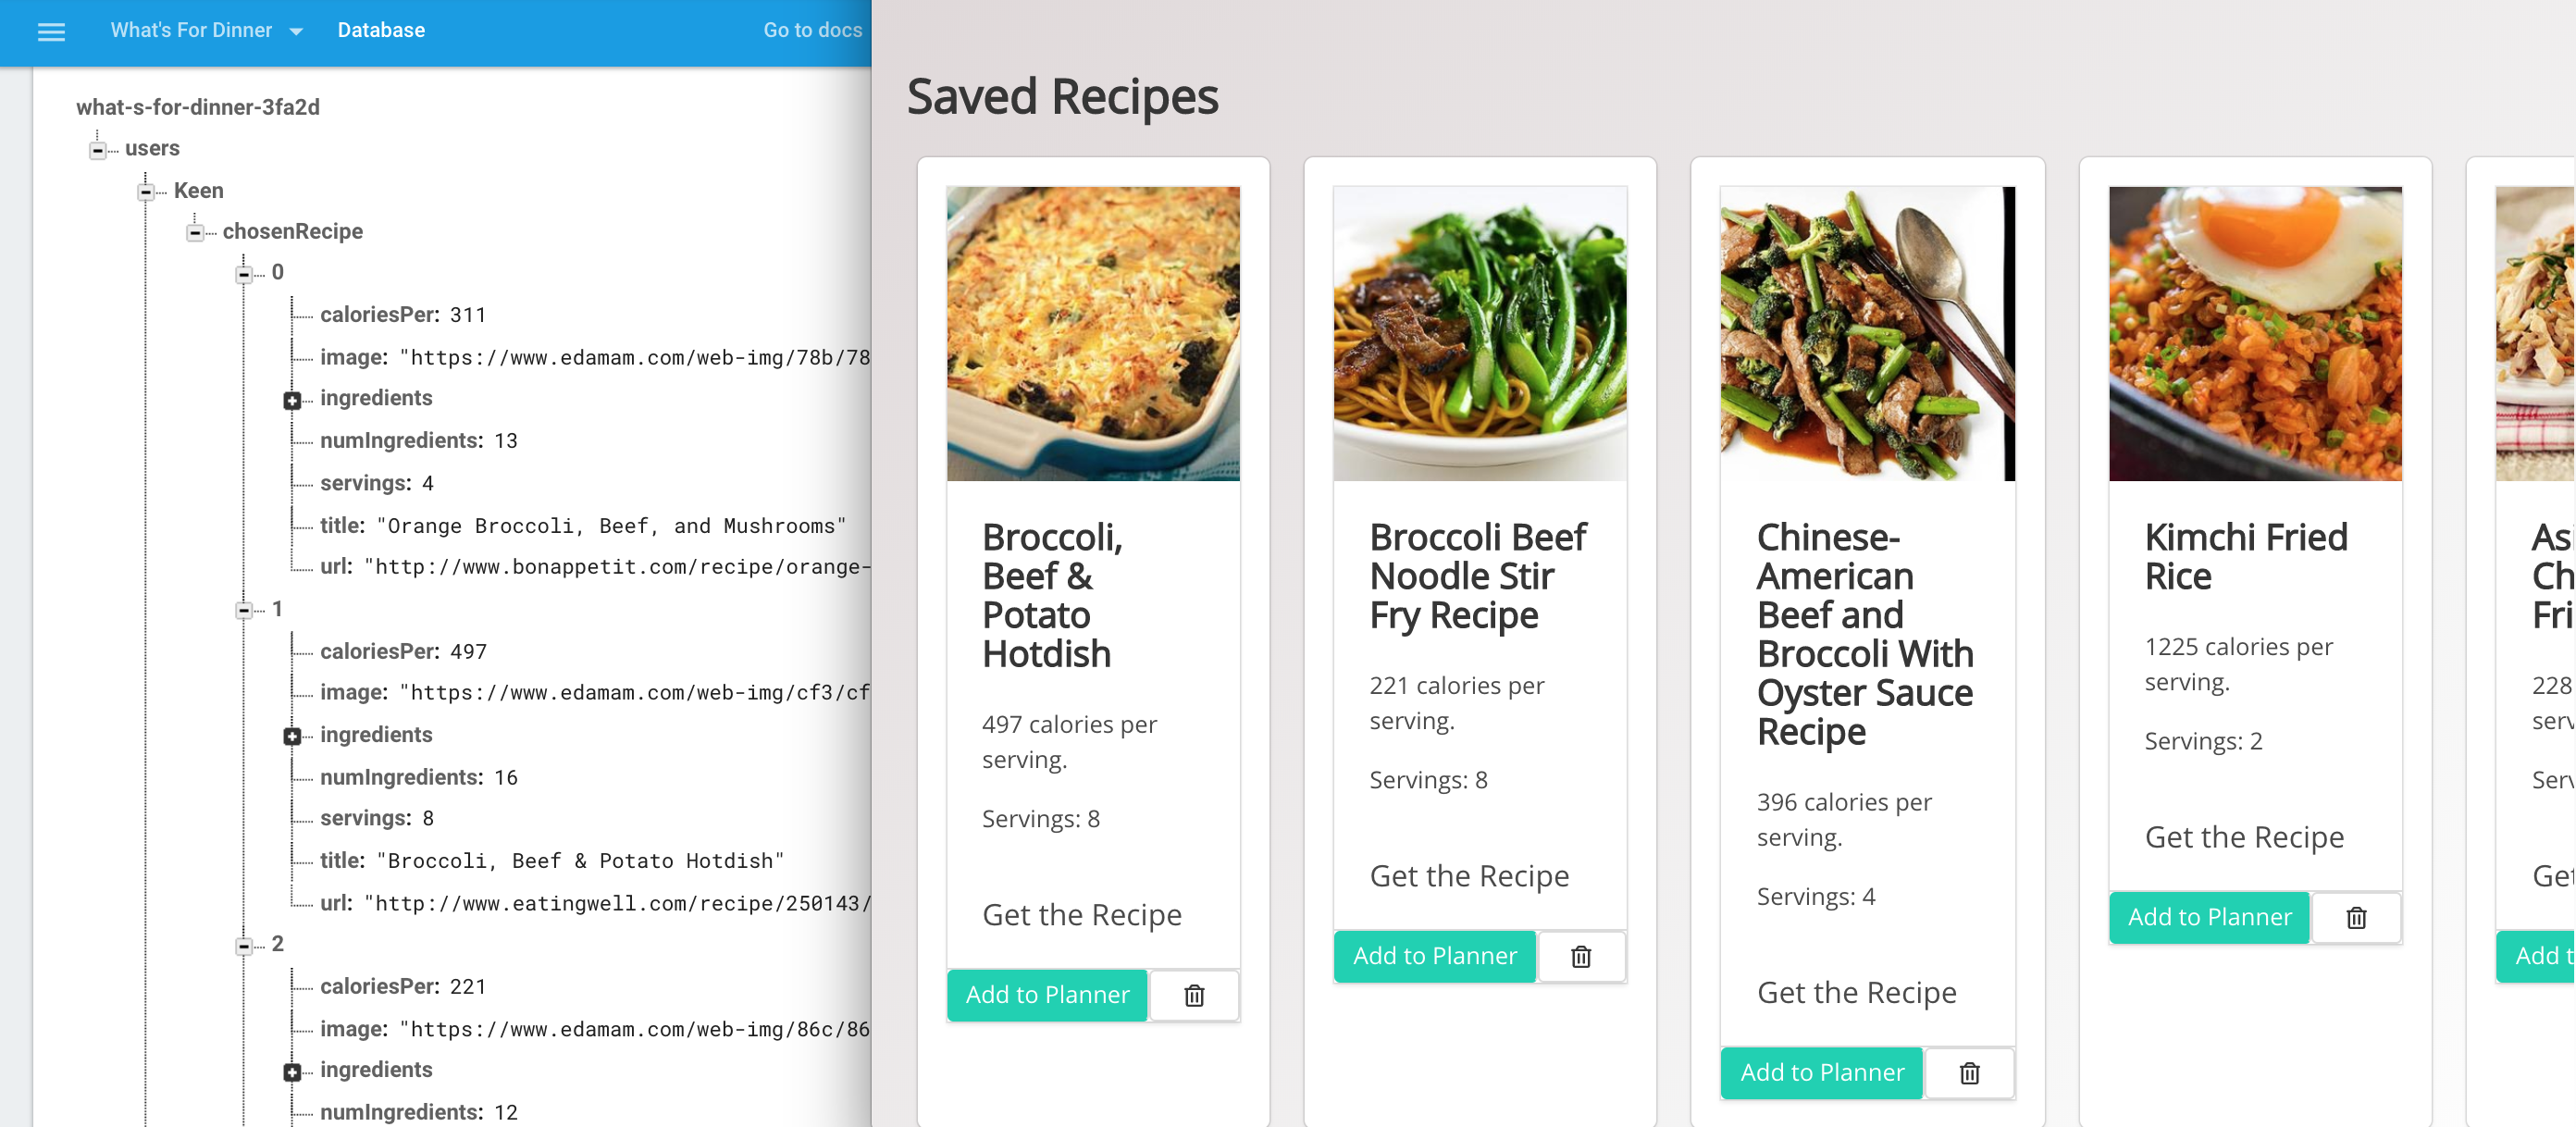 What's For Dinner
Database
Go to docs
what-s-for-dinner-3fa2d
users
Keen
chosenRecipe
0
caloriesPer: 311
image: "https://www.edamam.com/web-img/78b/78
ingredients
numIngredients: 13
servings: 4
title: "Orange Broccoli, Beef, and Mushrooms"
url: "http://www.bonappetit.com/recipe/orange-
1
caloriesPer: 497
image: "https://www.edamam.com/web-img/cf3/cf
ingredients
numIngredients: 16
servings: 8
title: "Broccoli, Beef & Potato Hotdish"
url: "http://www.eatingwell.com/recipe/250143/
2
caloriesPer: 221
image: "https://www.edamam.com/web-img/86c/86
ingredients
numIngredients: 12
Saved Recipes
Broccoli,
Beef &
Potato
Hotdish
497 calories per
serving.
Servings: 8
Get the Recipe
Add to Planner
Broccoli Beef
Noodle Stir
Fry Recipe
221 calories per
serving.
Servings: 8
Get the Recipe
Add to Planner
Chinese-
American
Beef and
Broccoli With
Oyster Sauce
Recipe
396 calories per
serving.
Servings: 4
Get the Recipe
Add to Planner
Kimchi Fried
Rice
1225 calories per
serving.
Servings: 2
Get the Recipe
Add to Planner
Asi
Ch
Fri
228
serv
Serv
Get
Add t